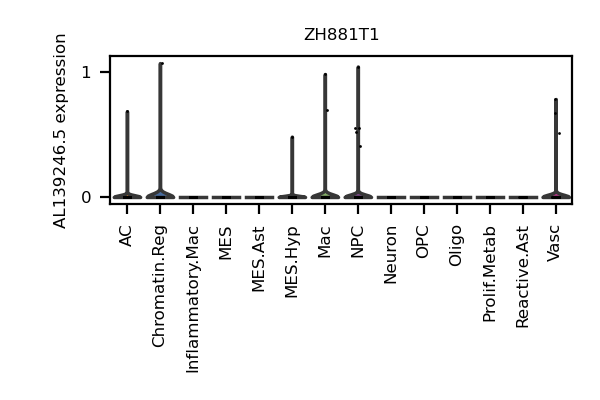 ZH881T1
AL139246.5 expression
1
0
AC
Chromatin.Reg
Inflammatory.Mac
MES
MES.Ast
MES.Hyp
Mac
NPC
Neuron
OPC
Oligo
Prolif.Metab
Reactive.Ast
Vasc